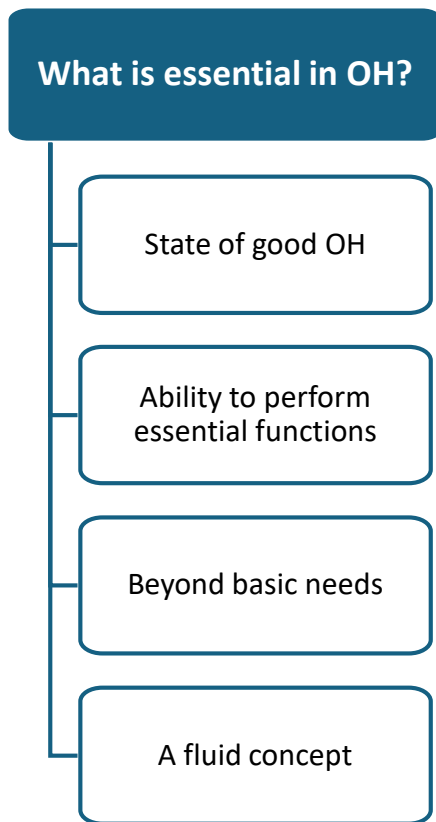 What is essential in OH?
State of good OH
Ability to perform
essential functions
Beyond basic needs
A fluid concept